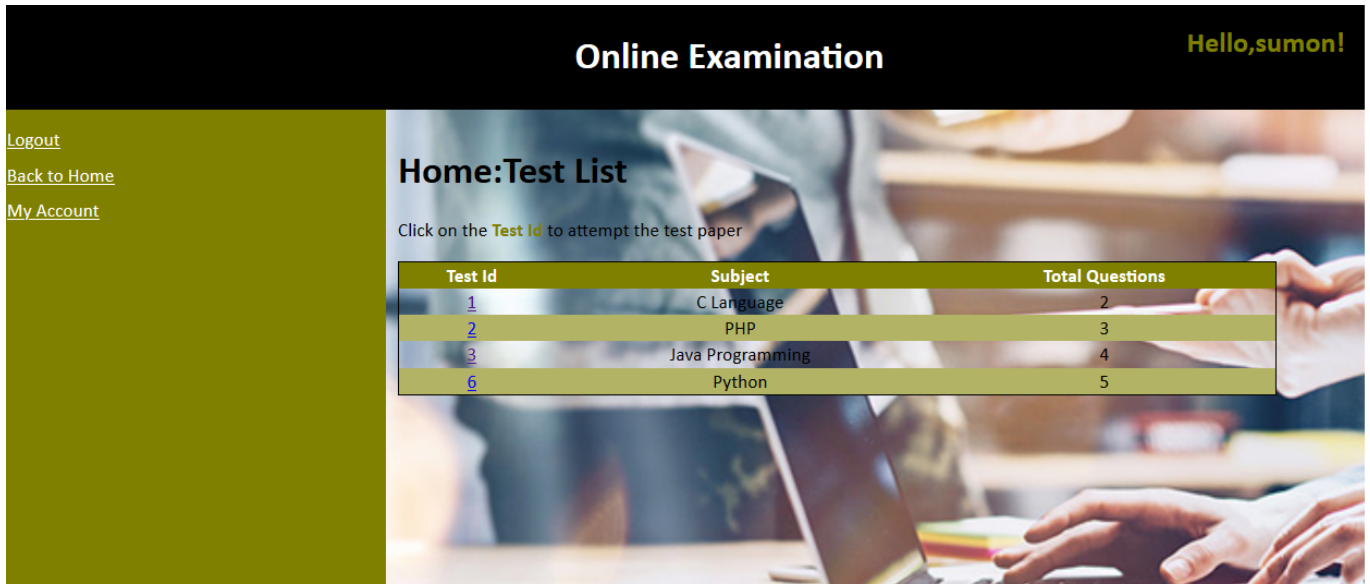 Online Examination
Hello,sumon!
Logout
Back to Home
My Account
Home:Test List
Click on the Test Id to attempt the test paper
Test Id Subject Total Questions
1 C Language 2
2 PHP 3
3 Java Programming 4
6 Python 5